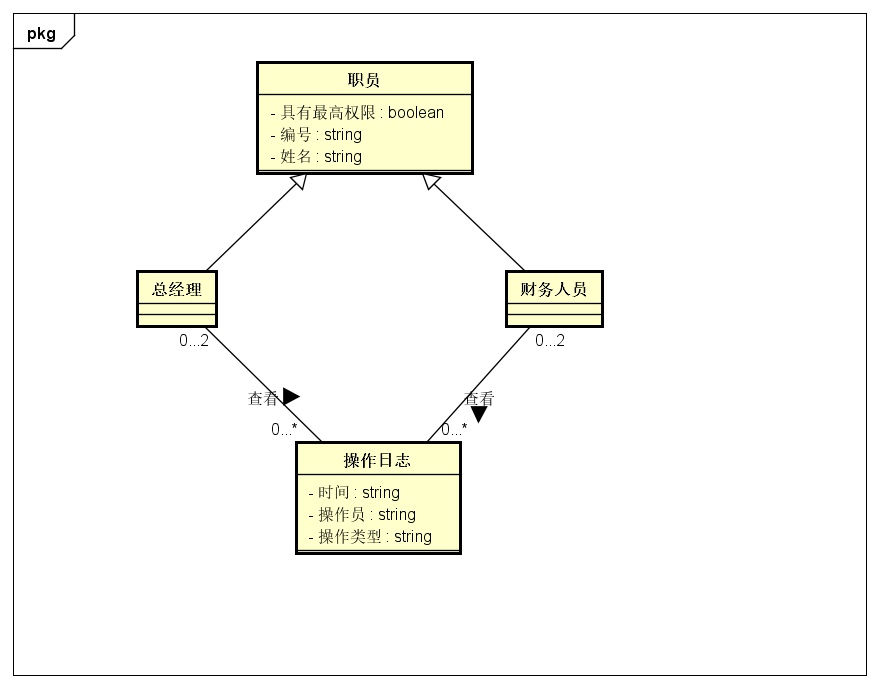 pkg
职员
- 具有最高权限 : boolean
- 编号 : string
- 姓名 : string
总经理
财务人员
0...2
0...2
查看
查看
0...*
0...*
操作日志
- 时间 : string
- 操作员 : string
- 操作类型 : string